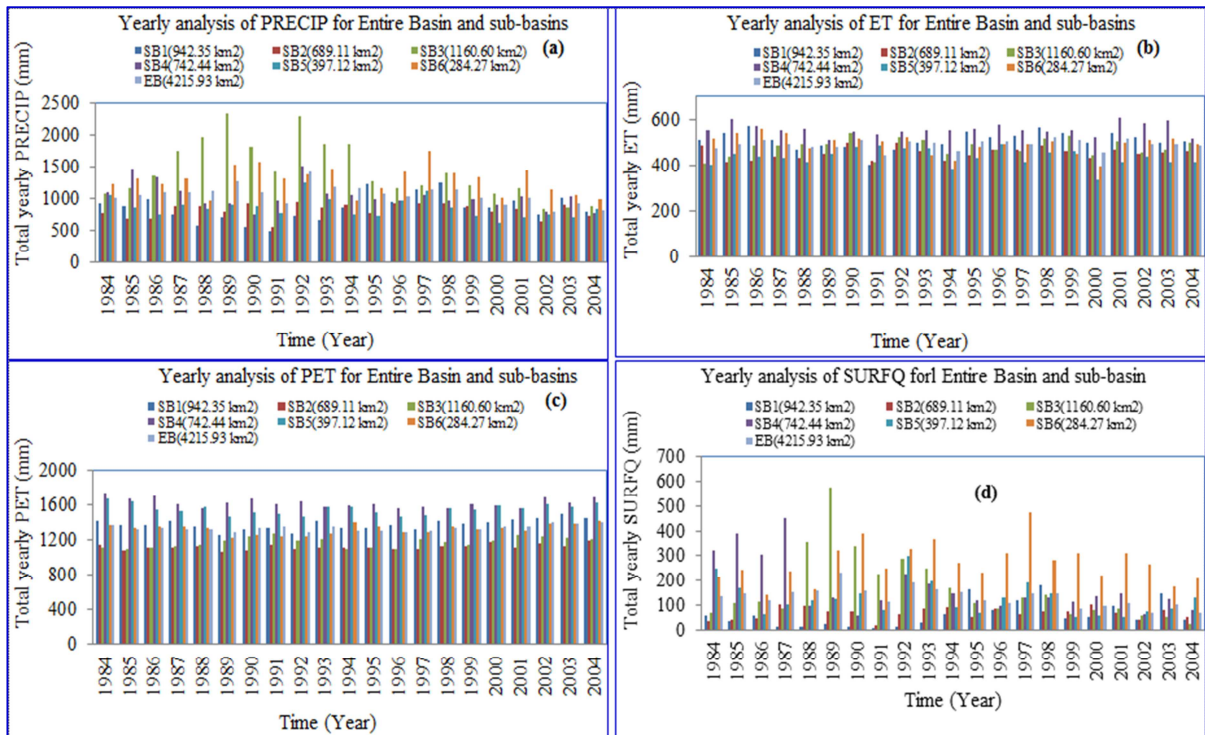 Yearly analysis of PRECIP for Entire Basin and sub-basins
SB1(942.35 km2) SB2(689.11 km2) SB3(1160.60 km2)
SB4(742.44 km2) SB5(397.12 km2) SB6(284.27 km2)
EB(4215.93 km2)
(a)
Total yearly PRECIP (mm)
2500
2000
1500
1000
500
0
1984 1985 1986 1987 1988 1989 1990 1991 1992 1993 1994 1995 1996 1997 1998 1999 2000 2001 2002 2003 2004
Time (Year)
Yearly analysis of ET for Entire Basin and sub-basins
SB1(942.35 km2) SB2(689.11 km2) SB3(1160.60 km2)
SB4(742.44 km2) SB5(397.12 km2) SB6(284.27 km2)
EB(4215.93 km2)
(b)
Total yearly ET (mm)
600
400
200
0
1984 1985 1986 1987 1988 1989 1990 1991 1992 1993 1994 1995 1996 1997 1998 1999 2000 2001 2002 2003 2004
Time (Year)
Yearly analysis of PET for Entire Basin and sub-basins
SB1(942.35 km2) SB2(689.11 km2) SB3(1160.60 km2)
SB4(742.44 km2) SB5(397.12 km2) SB6(284.27 km2)
EB(4215.93 km2)
(c)
Total yearly PET (mm)
2000
1600
1200
800
400
0
1984 1985 1986 1987 1988 1989 1990 1991 1992 1993 1994 1995 1996 1997 1998 1999 2000 2001 2002 2003 2004
Time (Year)
Yearly analysis of SURFQ forl Entire Basin and sub-basin
SB1(942.35 km2) SB2(689.11 km2) SB3(1160.60 km2)
SB4(742.44 km2) SB5(397.12 km2) SB6(284.27 km2)
EB(4215.93 km2)
(d)
Total yearly SURFQ (mm)
700
600
500
400
300
200
100
0
1984 1985 1986 1987 1988 1989 1990 1991 1992 1993 1994 1995 1996 1997 1998 1999 2000 2001 2002 2003 2004
Time (Year)